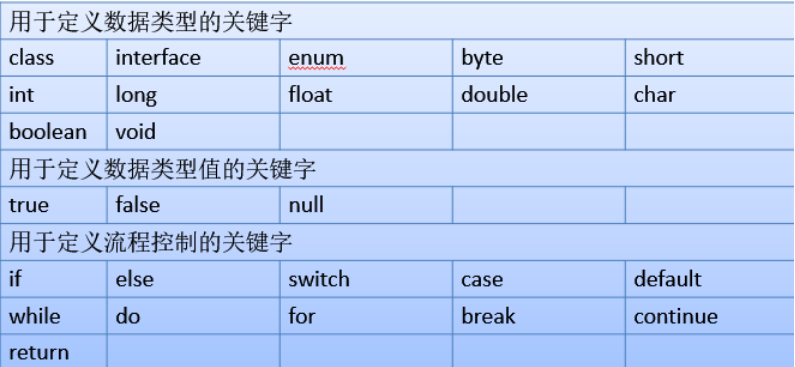 用于定义数据类型的关键字
class interface enum byte short
int long float double char
boolean void
用于定义数据类型值的关键字
true false null
用于定义流程控制的关键字
if else switch case default
while do for break continue
return